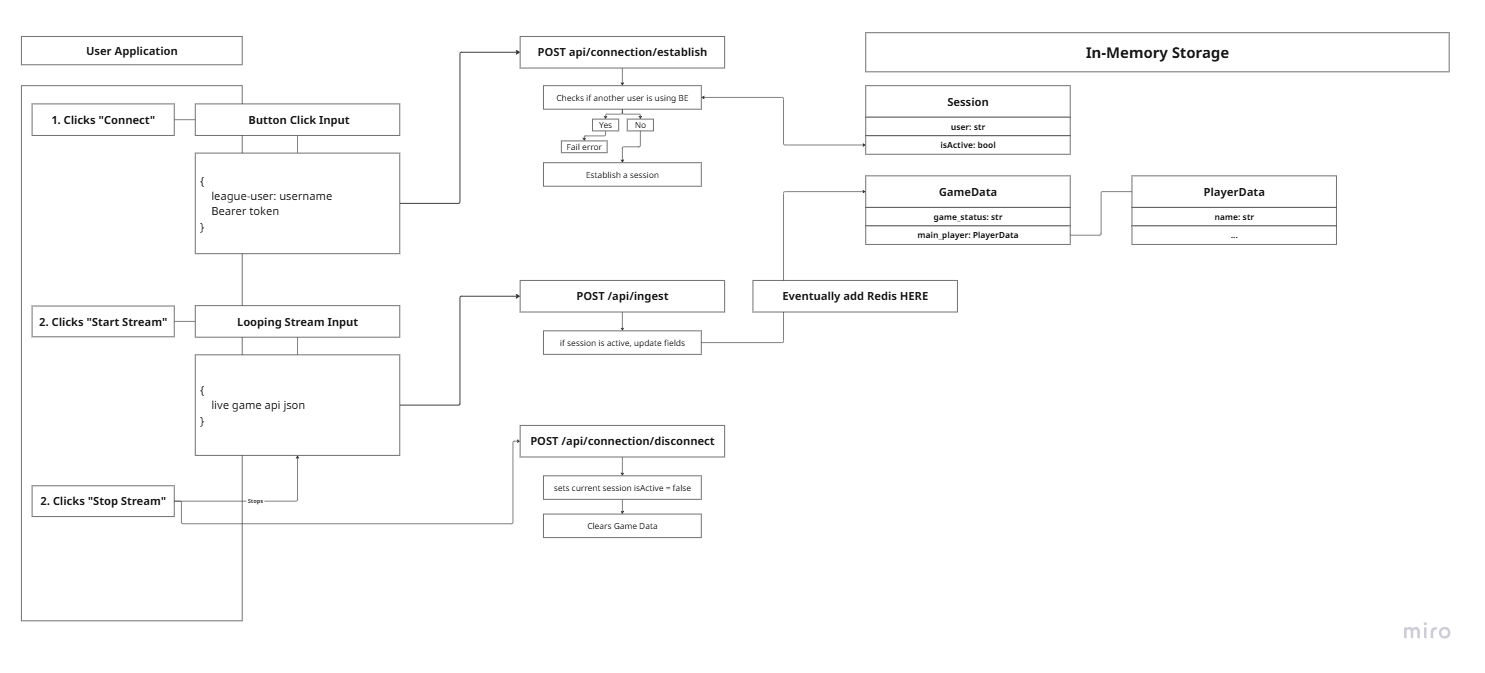 User Application
1. Clicks "Connect"
Button Click Input
{
league-user: username
Bearer token
}
2. Clicks "Start Stream"
Looping Stream Input
{
live game api json
}
2. Clicks "Stop Stream"
Stops
POST api/connection/establish
Checks if another user is using BE
Yes
No
Fail error
Establish a session
POST /api/ingest
if session is active, update fields
POST /api/connection/disconnect
sets current session isActive = false
Clears Game Data
In-Memory Storage
Session
user: str
isActive: bool
GameData
game_status: str
main_player: PlayerData
PlayerData
name: str
...
Eventually add Redis HERE
miro